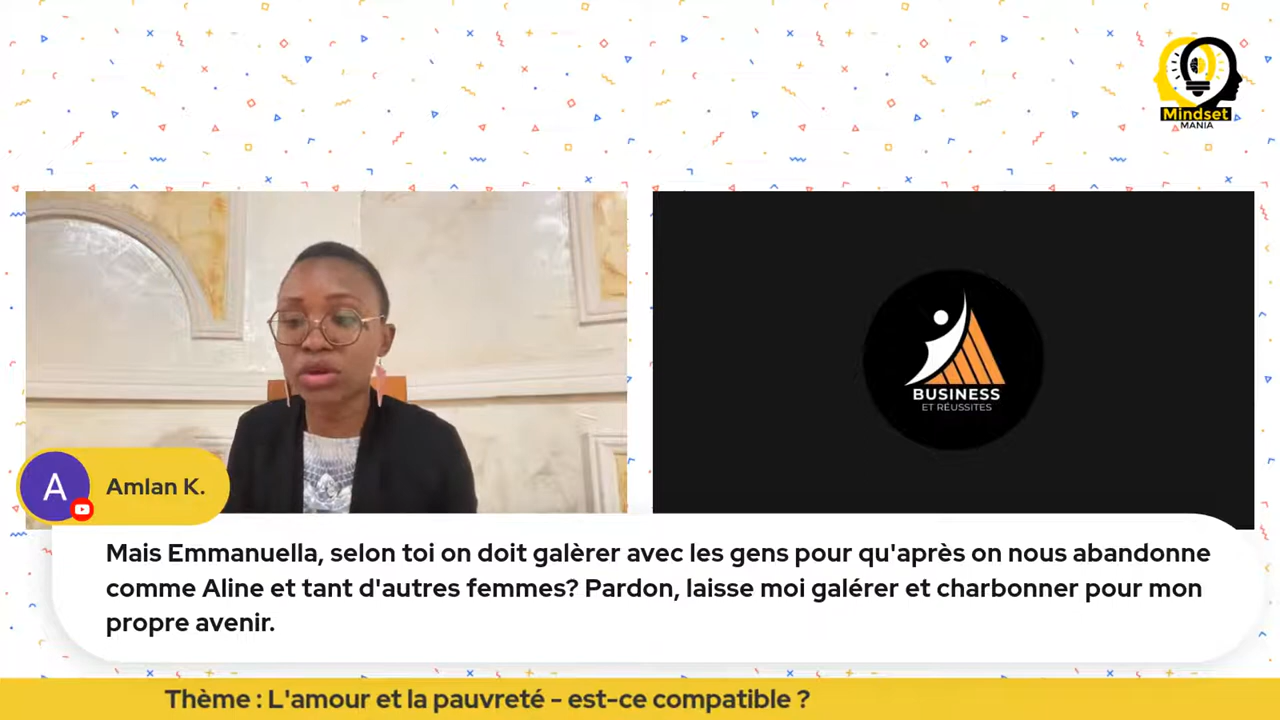 Mindset
MANIA
BUSINESS
ET RÉUSSITES
A
Amlan K.
Mais Emmanuella, selon toi on doit galèrer avec les gens pour qu'après on nous abandonne
comme Aline et tant d'autres femmes? Pardon, laisse moi galérer et charbonner pour mon
propre avenir.
Thème : L'amour et la pauvreté - est-ce compatible ?